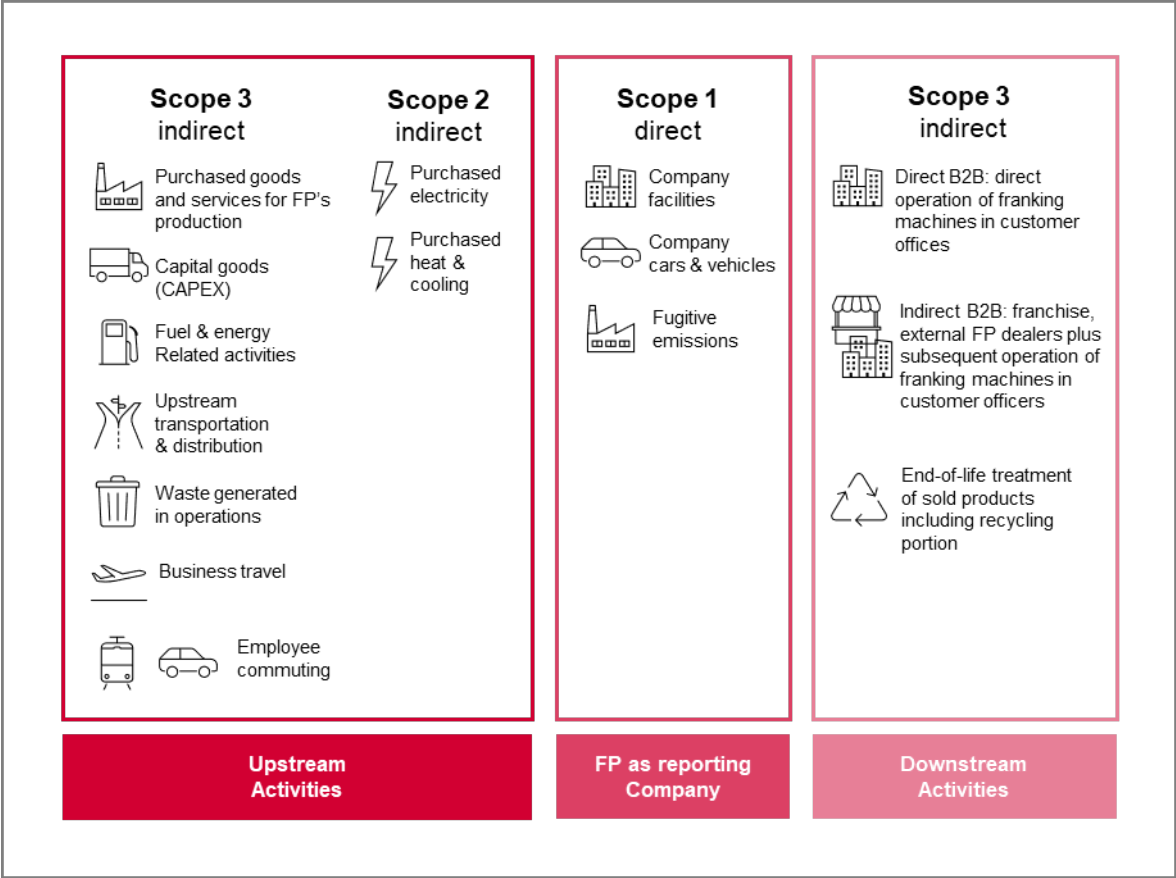 Scope 3
indirect
Purchased goods
and services for FP's
production
Capital goods
(CAPEX)
Fuel & energy
Related activities
Upstream
transportation
& distribution
Waste generated
in operations
Business travel
Employee
commuting
Scope 2
indirect
Purchased
electricity
Purchased
heat &
cooling
Upstream
Activities
Scope 1
direct
Company
facilities
Company
cars & vehicles
Fugitive
emissions
FP as reporting
Company
Scope 3
indirect
Direct B2B: direct
operation of franking
machines in customer
offices
Indirect B2B: franchise,
external FP dealers plus
subsequent operation of
franking machines in
customer officers
End-of-life treatment
of sold products
including recycling
portion
Downstream
Activities